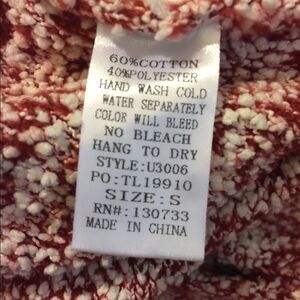 60%COTTON
40%POLYESTER
HAND WASH COLD
WATER SEPARATELY
COLOR WILL BLEED
NO BLEACH
HANG TO DRY
STYLE:U3006
PO:TL19910
SIZE:S
RN#:130733
MADE IN CHINA